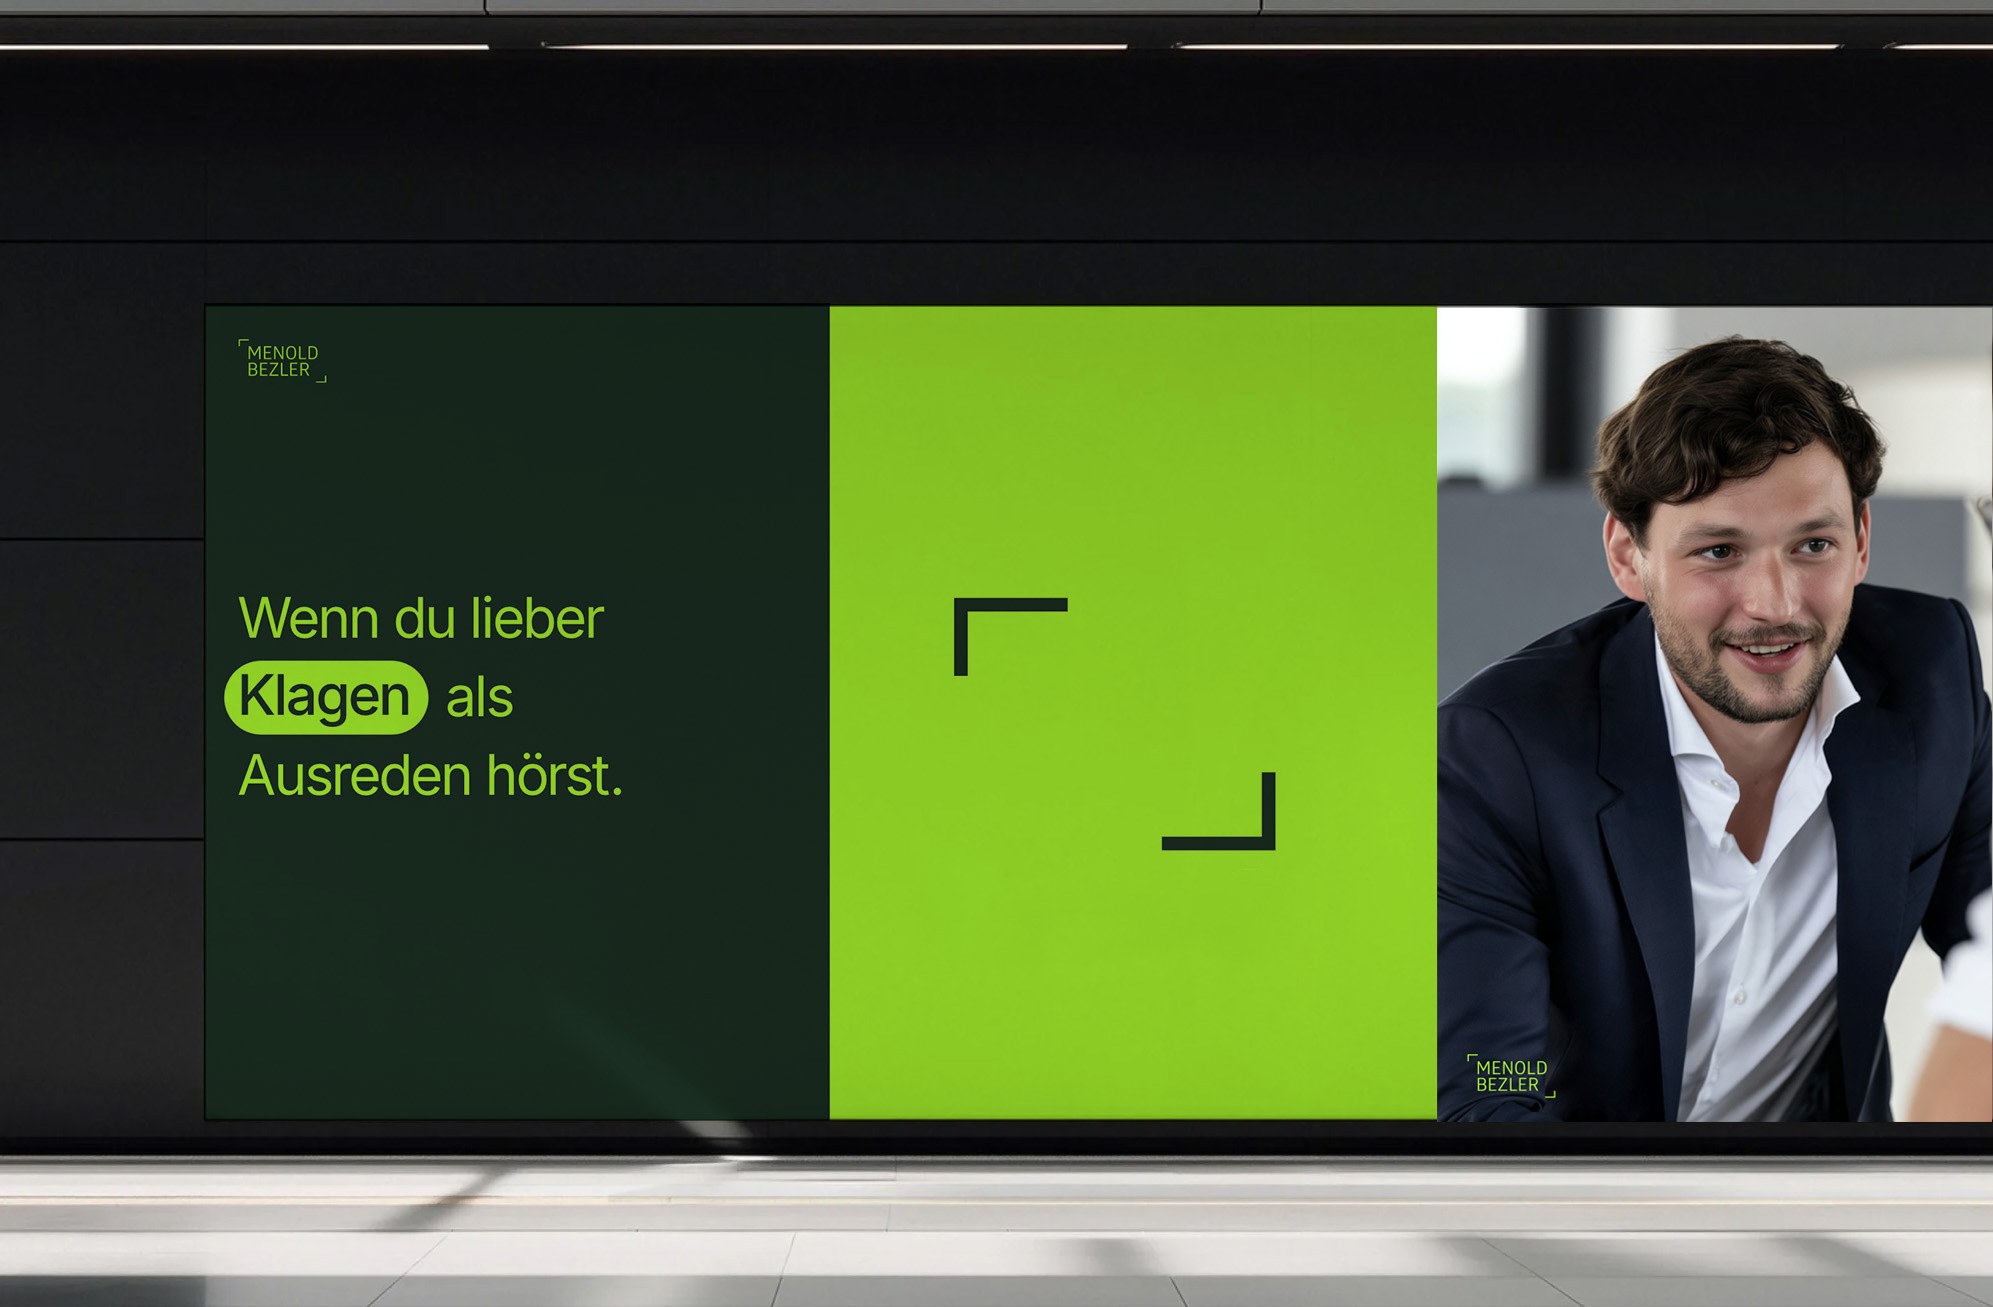 MENOLD
BEZLER
Wenn du lieber
Klagen als
Ausreden hörst.
MENOLD
BEZLER